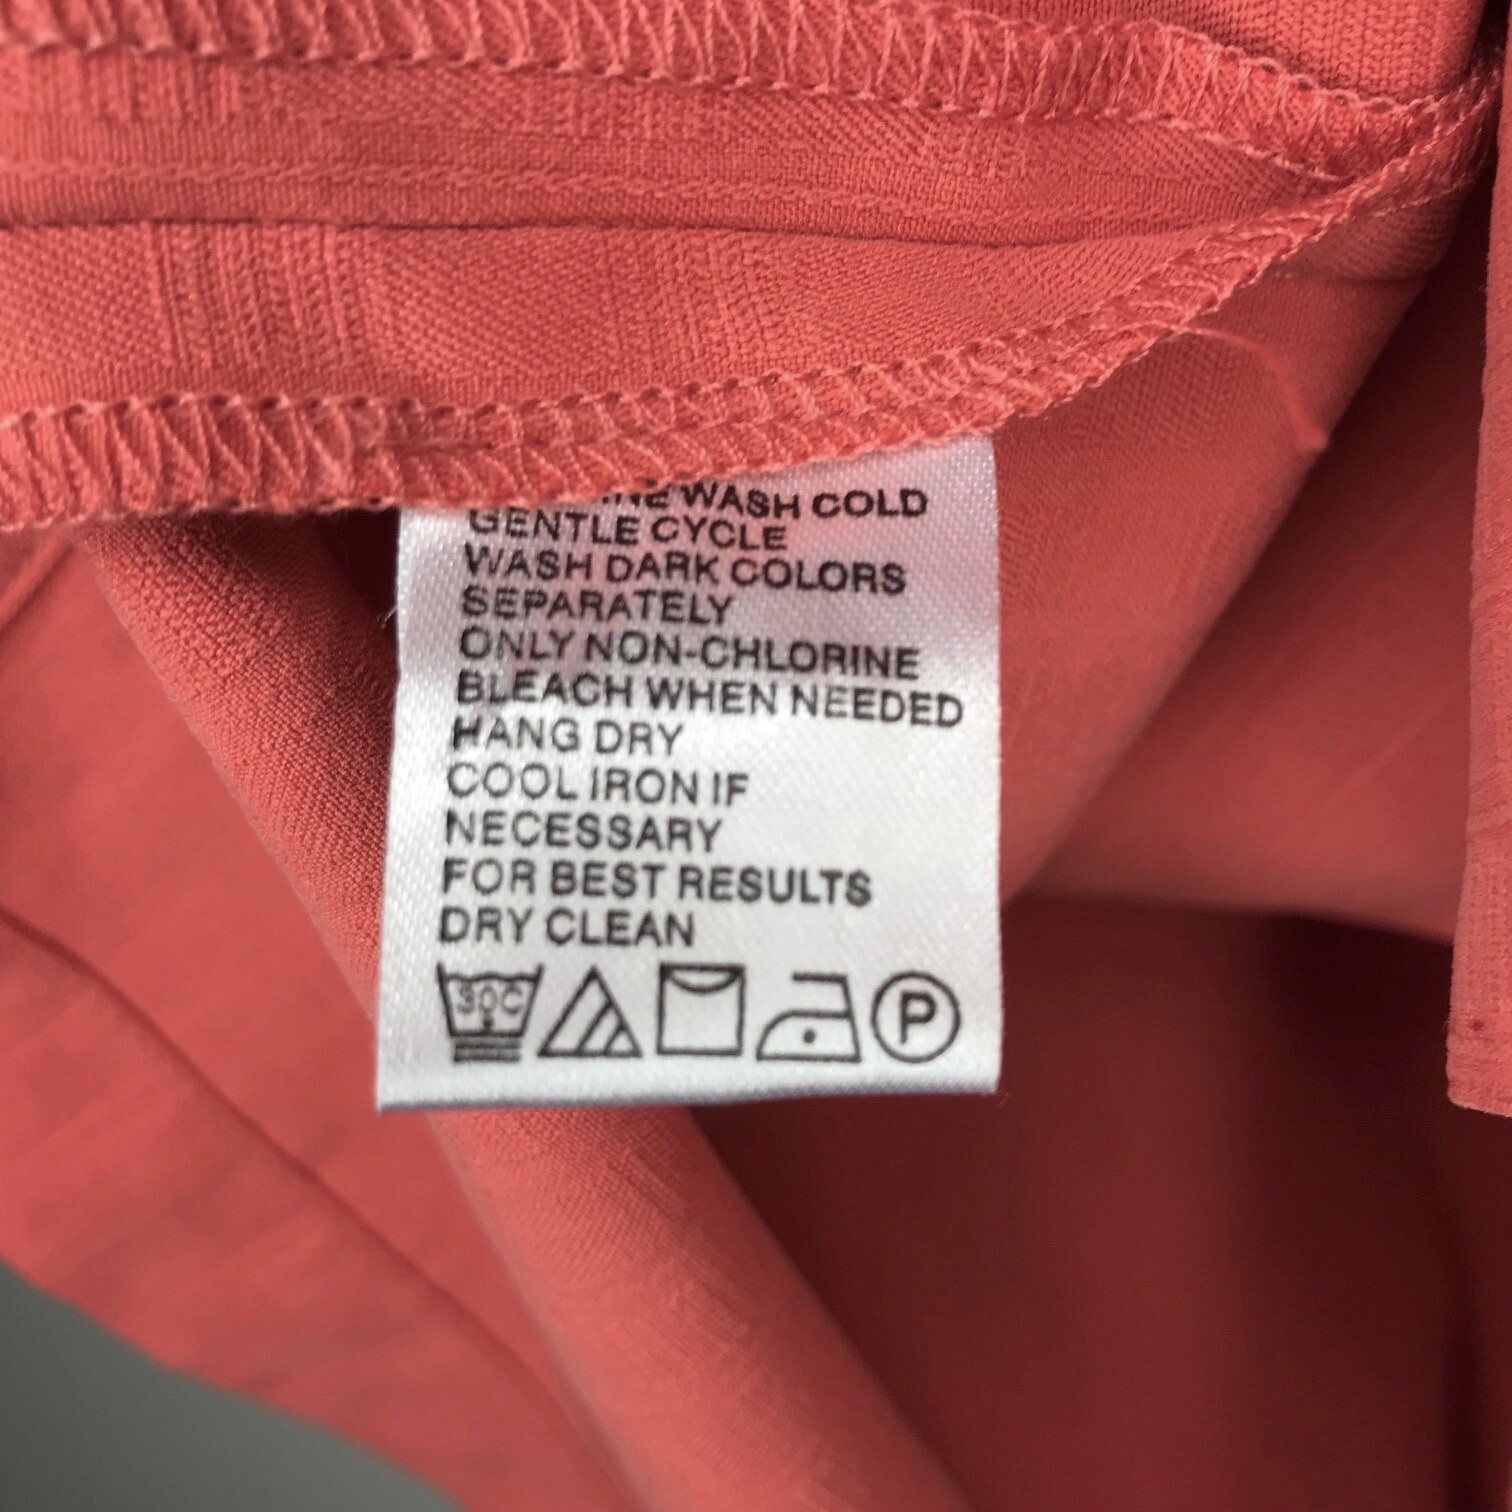 WASH COLD
GENTLE CYCLE
WASH DARK COLORS
SEPARATELY
ONLY NON-CHLORINE
BLEACH WHEN NEEDED
HANG DRY
COOL IRON IF
NECESSARY
FOR BEST RESULTS
DRY CLEAN
30C P